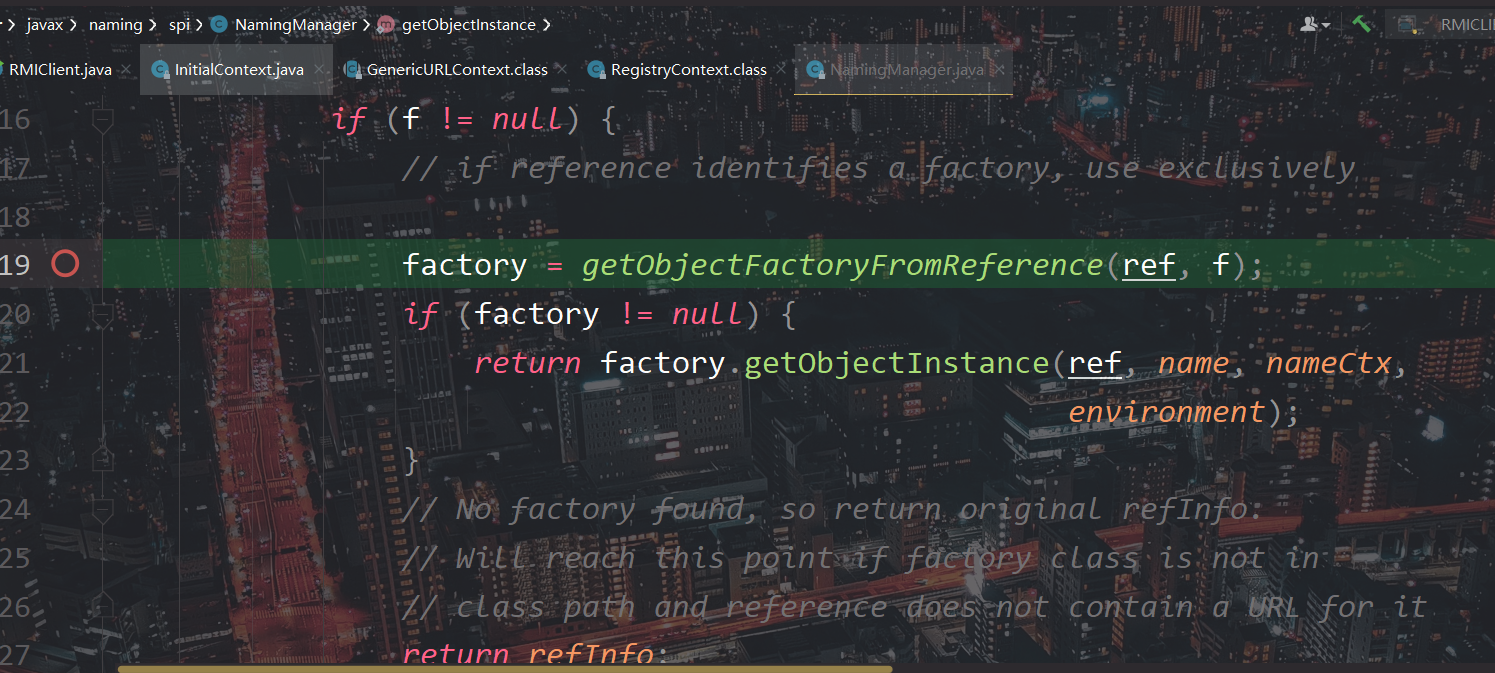 javax
naming
spi
NamingManager
getObjectInstance
RMIClient.java
InitialContext.java
GenericURLContext.class
RegistryContext.class
NamingManager.java
16 if (f != null) {
17 // if reference identifies a factory, use exclusively
18
19 factory = getObjectFactoryFromReference(ref, f);
20 if (factory != null) {
21 return factory.getObjectInstance(ref, name, nameCtx,
22 environment);
23 }
24 // No factory found, so return original refInfo.
25 // Will reach this point if factory class is not in
26 // class path and reference does not contain a URL for it
27 return refInfo;